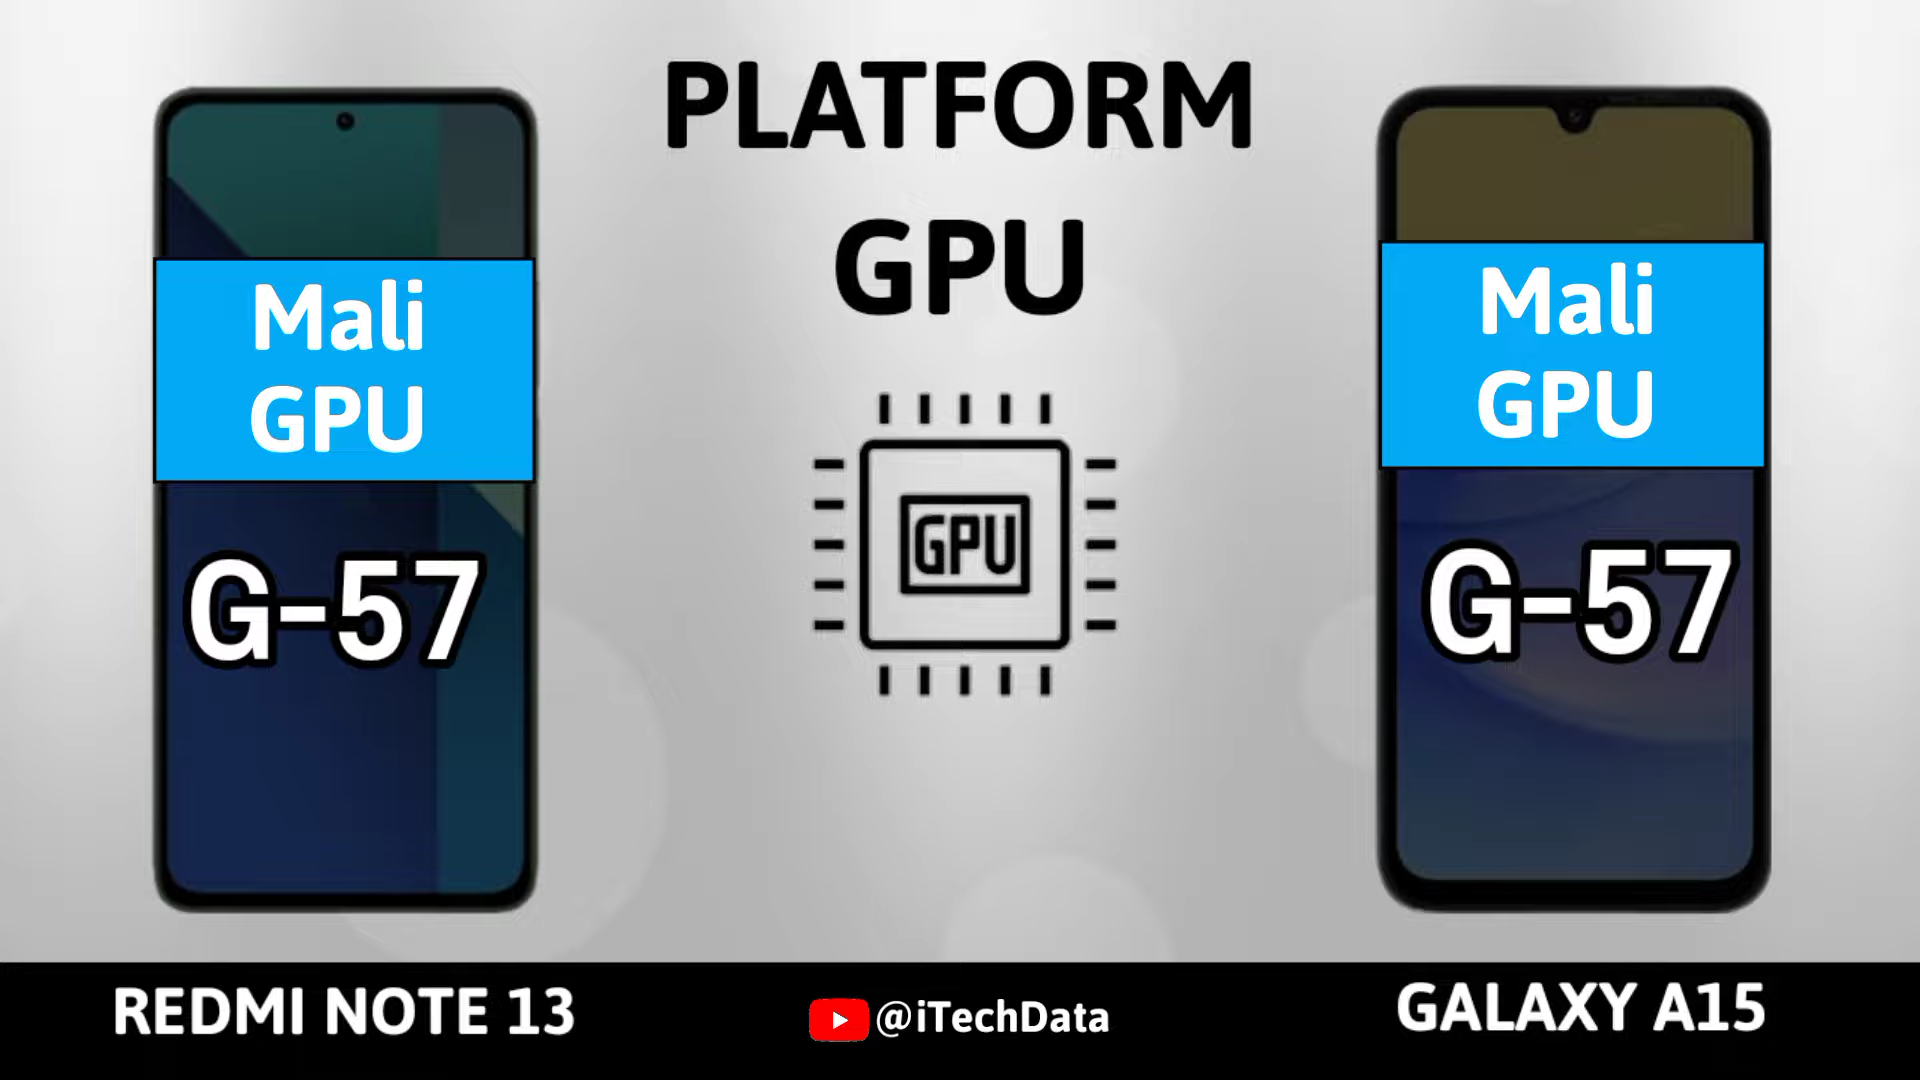 PLATFORM
GPU
Mali
GPU
G-57
GPU
Mali
GPU
G-57
REDMI NOTE 13
@iTechData
GALAXY A15